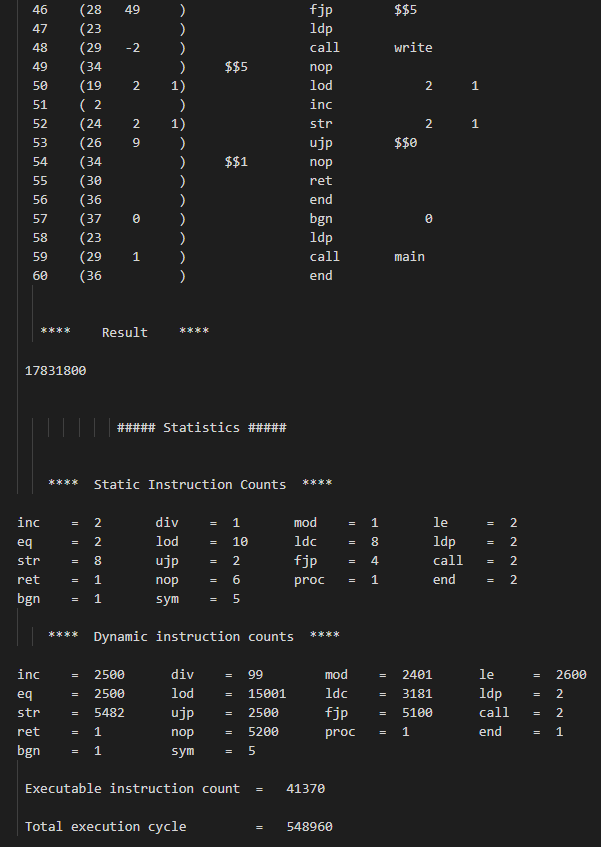 46 (28 49 ) fjp $$5
47 (23 ) ldp
48 (29 -2 ) call write
49 (34 ) $$5 nop
50 (19 2 1) lod 2 1
51 ( 2 ) inc
52 (24 2 1) str 2 1
53 (26 9 ) ujp $$0
54 (34 ) $$1 nop
55 (30 ) ret
56 (36 ) end
57 (37 0 ) bgn 0
58 (23 ) ldp
59 (29 1 ) call main
60 (36 ) end
**** Result ****
17831800
##### Statistics #####
**** Static Instruction Counts ****
inc = 2 div = 1 mod = 1 le = 2
eq = 2 lod = 10 ldc = 8 ldp = 2
str = 8 ujp = 2 fjp = 4 call = 2
ret = 1 nop = 6 proc = 1 end = 2
bgn = 1 sym = 5
**** Dynamic instruction counts ****
inc = 2500 div = 99 mod = 2401 le = 2600
eq = 2500 lod = 15001 ldc = 3181 ldp = 2
str = 5482 ujp = 2500 fjp = 5100 call = 2
ret = 1 nop = 5200 proc = 1 end = 1
bgn = 1 sym = 5
Executable instruction count = 41370
Total execution cycle = 548960